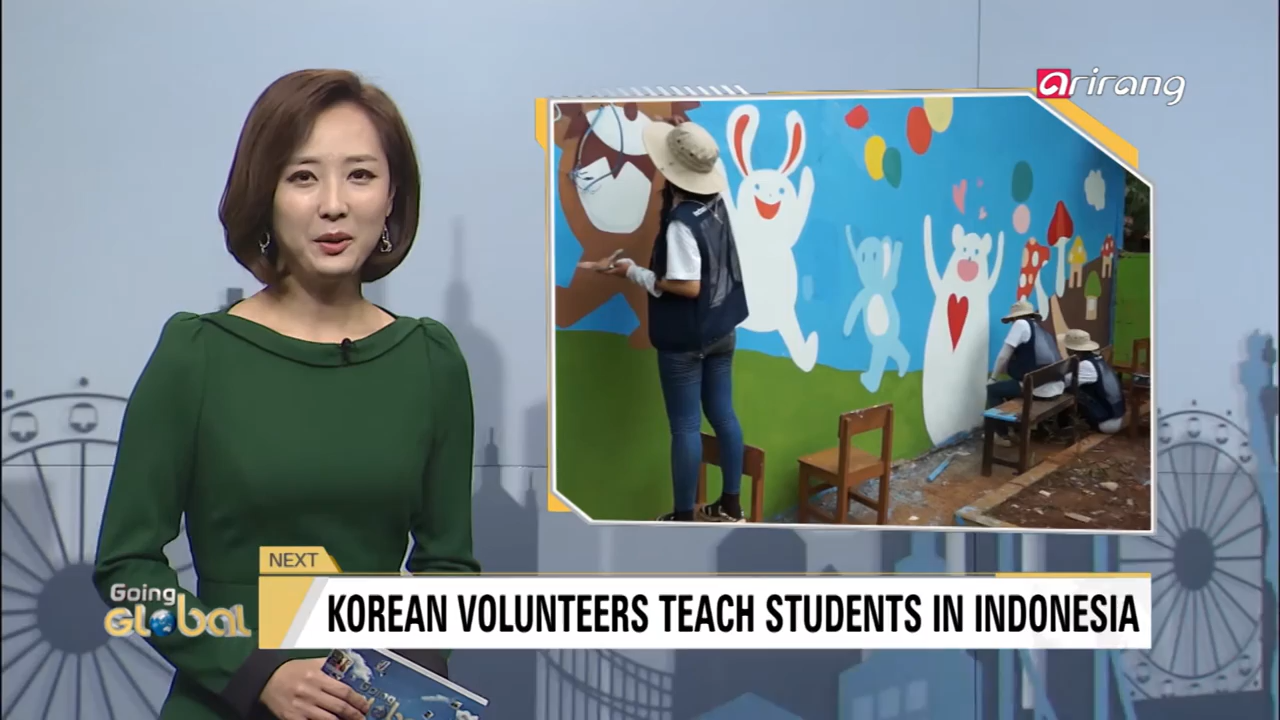 arirang
NEXT
Going
GLOBAL
KOREAN VOLUNTEERS TEACH STUDENTS IN INDONESIA